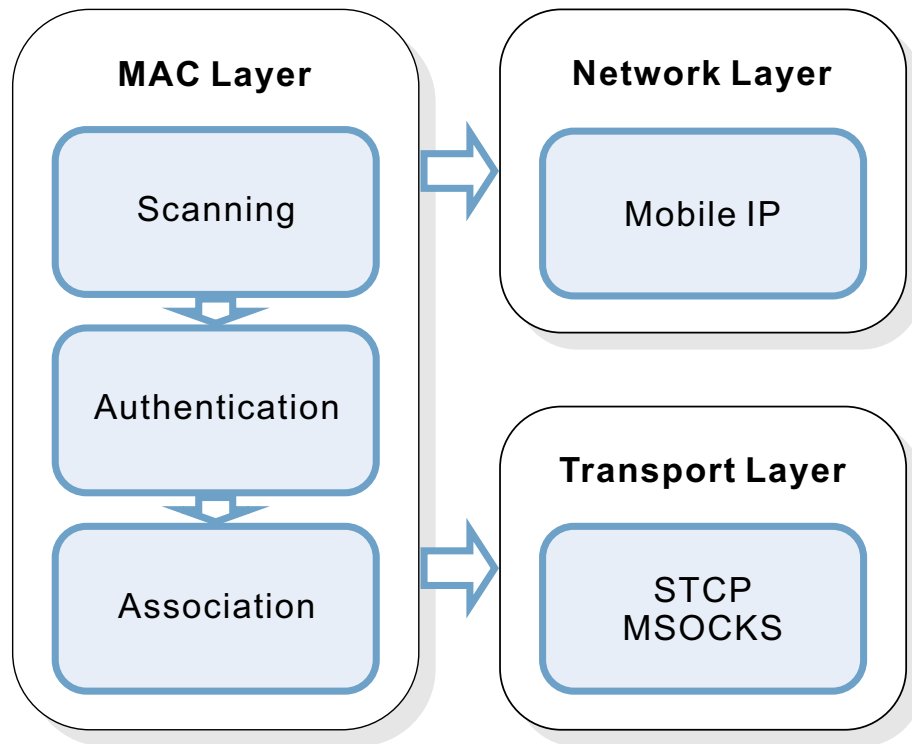 MAC Layer
Scanning
Authentication
Association
Network Layer
Mobile IP
Transport Layer
STCP
MSOCKS